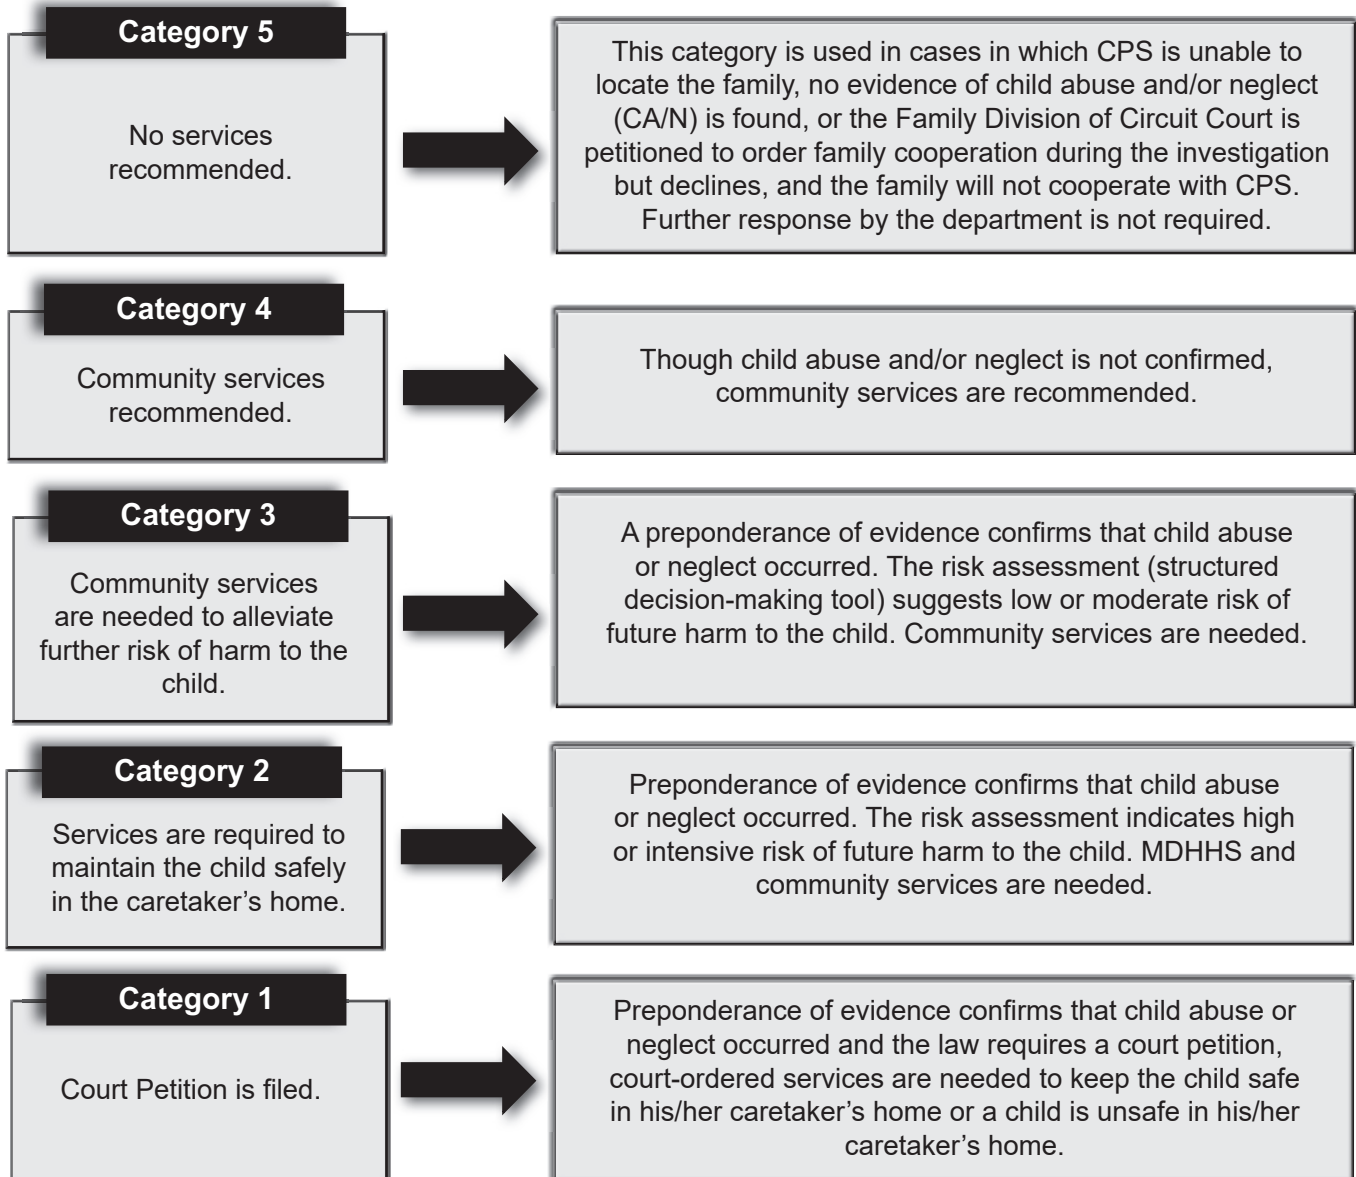 Category 5
No services
recommended.
This category is used in cases in which CPS is unable to
locate the family, no evidence of child abuse and/or neglect
(CA/N) is found, or the Family Division of Circuit Court is
petitioned to order family cooperation during the investigation
but declines, and the family will not cooperate with CPS.
Further response by the department is not required.
Category 4
Community services
recommended.
Though child abuse and/or neglect is not confirmed,
community services are recommended.
Category 3
Community services
are needed to alleviate
further risk of harm to the
child.
A preponderance of evidence confirms that child abuse
or neglect occurred. The risk assessment (structured
decision-making tool) suggests low or moderate risk of
future harm to the child. Community services are needed.
Category 2
Services are required to
maintain the child safely
in the caretaker’s home.
Preponderance of evidence confirms that child abuse
or neglect occurred. The risk assessment indicates high
or intensive risk of future harm to the child. MDHHS and
community services are needed.
Category 1
Court Petition is filed.
Preponderance of evidence confirms that child abuse or
neglect occurred and the law requires a court petition,
court-ordered services are needed to keep the child safe
in his/her caretaker’s home or a child is unsafe in his/her
caretaker’s home.